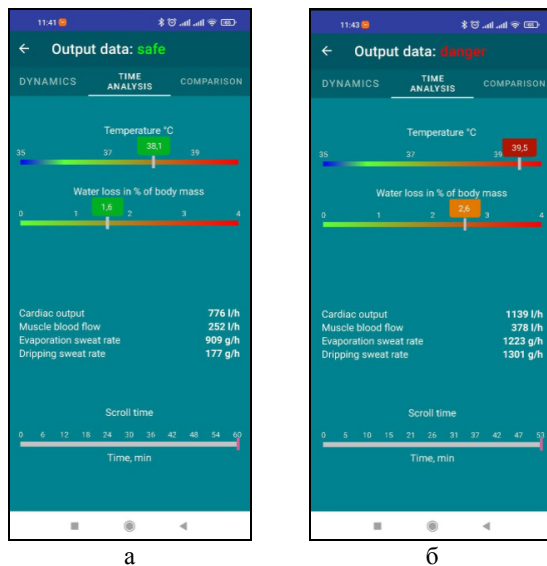 11:41
Output data: safe
DYNAMICS TIME ANALYSIS COMPARISON
Temperature °C
38,1
35 37 39
Water loss in % of body mass
1,6
0 1 2 3 4
Cardiac output 776 l/h
Muscle blood flow 252 l/h
Evaporation sweat rate 909 g/h
Dripping sweat rate 177 g/h
Scroll time
0 6 12 18 24 30 36 42 48 54 60
Time, min
а
11:43
Output data: danger
DYNAMICS TIME ANALYSIS COMPARISON
Temperature °C
39,5
35 37 39
Water loss in % of body mass
2,6
0 1 2 3 4
Cardiac output 1139 l/h
Muscle blood flow 378 l/h
Evaporation sweat rate 1223 g/h
Dripping sweat rate 1301 g/h
Scroll time
0 5 10 15 21 26 31 37 42 47 53
Time, min
б